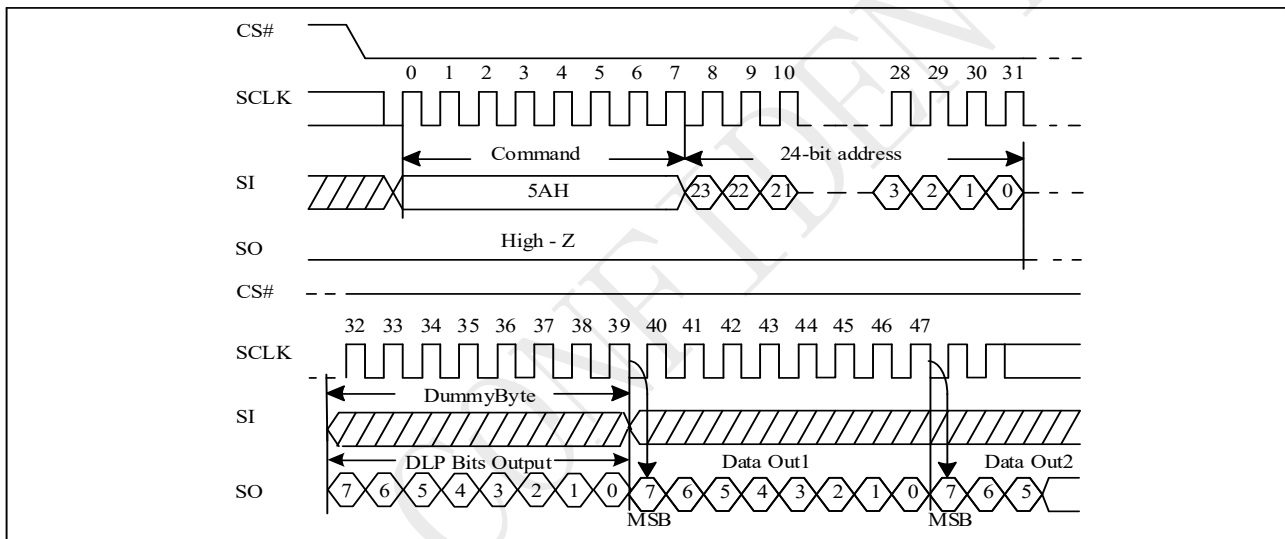 CS#
0 1 2 3 4 5 6 7 8 9 10 28 29 30 31
SCLK
Command 24-bit address
SI 5AH 23 22 21 3 2 1 0
High - Z
SO
CS#
32 33 34 35 36 37 38 39 40 41 42 43 44 45 46 47
SCLK
DummyByte
SI
DLP Bits Output Data Out1 Data Out2
SO 7 6 5 4 3 2 1 0 7 6 5 4 3 2 1 0 7 6 5
MSB MSB
CONFIDEN